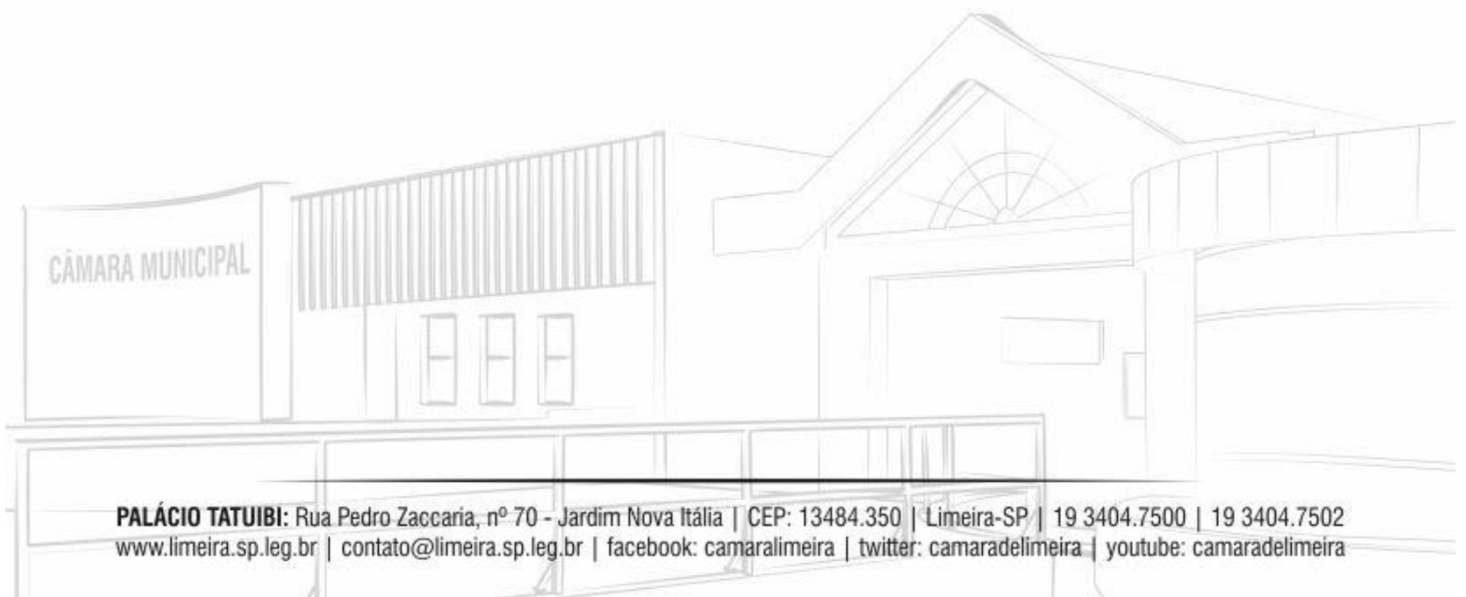 CÂMARA MUNICIPAL
PALÁCIO TATUIBI: Rua Pedro Zaccaria, nº 70 - Jardim Nova Itália | CEP: 13484.350 | Limeira-SP | 19 3404.7500 | 19 3404.7502
www.limeira.sp.leg.br | contato@limeira.sp.leg.br | facebook: camaralimeira | twitter: camaradelimeira | youtube: camaradelimeira